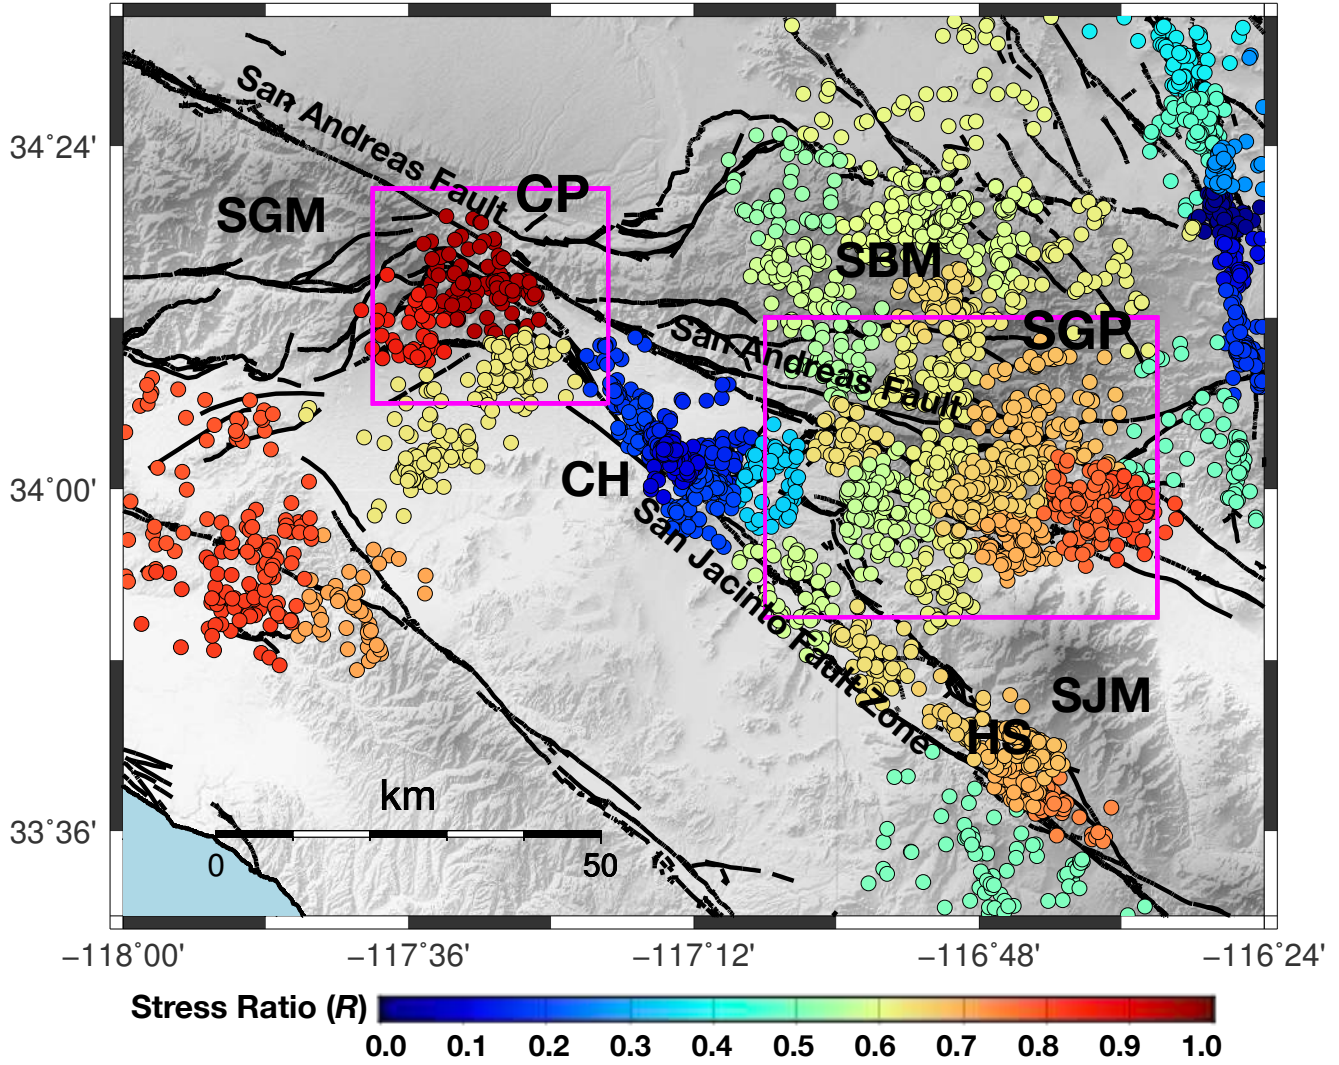 San Andreas Fault
CP
SGM
34˚24'
SBM
SGP
San Andreas Fault
CH
34˚00'
San Jacinto Fault Zone
SJM
HS
km
33˚36'
0 50
−118˚00' −117˚36' −117˚12' −116˚48' −116˚24'
Stress Ratio (R)
0.0 0.1 0.2 0.3 0.4 0.5 0.6 0.7 0.8 0.9 1.0